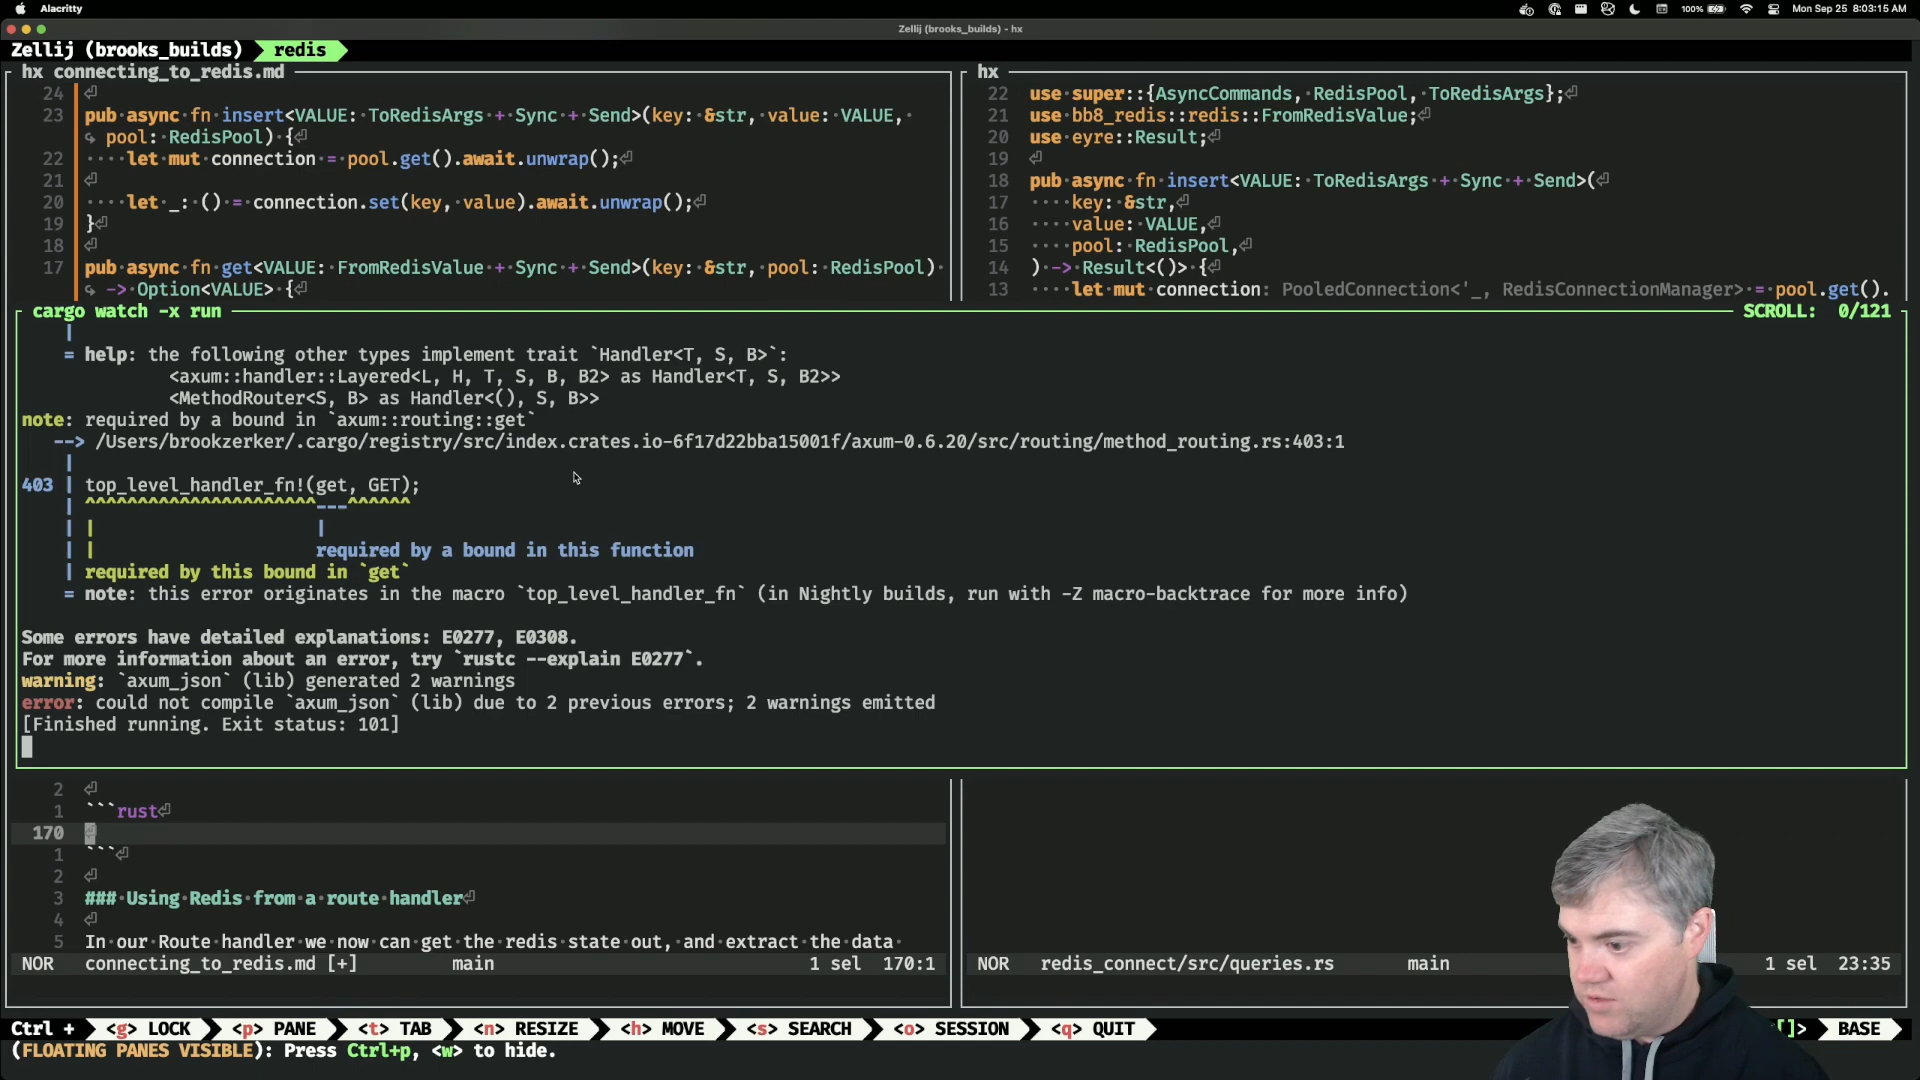 Alacritty
100%
Mon Sep 25 8:03:15 AM
Zellij (brooks_builds) - hx
Zellij (brooks_builds) redis
hx connecting_to_redis.md
24
23 pub async fn insert<VALUE: ToRedisArgs + Sync + Send>(key: &str, value: VALUE,
↪ pool: RedisPool) {
22 let mut connection = pool.get().await.unwrap();
21
20 let _: () = connection.set(key, value).await.unwrap();
19 }
18
17 pub async fn get<VALUE: FromRedisValue + Sync + Send>(key: &str, pool: RedisPool)
↪ -> Option<VALUE> {
hx
22 use super::{AsyncCommands, RedisPool, ToRedisArgs};
21 use bb8_redis::redis::FromRedisValue;
20 use eyre::Result;
19
18 pub async fn insert<VALUE: ToRedisArgs + Sync + Send>(
17 key: &str,
16 value: VALUE,
15 pool: RedisPool,
14 ) -> Result<()> {
13 let mut connection: PooledConnection<'_, RedisConnectionManager> = pool.get().
cargo watch -x run SCROLL: 0/121
|
= help: the following other types implement trait `Handler<T, S, B>`:
<axum::handler::Layered<L, H, T, S, B, B2> as Handler<T, S, B2>>
<MethodRouter<S, B> as Handler<(), S, B>>
note: required by a bound in `axum::routing::get`
--> /Users/brookzerker/.cargo/registry/src/index.crates.io-6f17d22bba15001f/axum-0.6.20/src/routing/method_routing.rs:403:1
|
403 | top_level_handler_fn!(get, GET);
| ^^^^^^^^^^^^^^^^^^^^^^---^^^^^^
| | |
| | required by a bound in this function
| required by this bound in `get`
= note: this error originates in the macro `top_level_handler_fn` (in Nightly builds, run with -Z macro-backtrace for more info)
Some errors have detailed explanations: E0277, E0308.
For more information about an error, try `rustc --explain E0277`.
warning: `axum_json` (lib) generated 2 warnings
error: could not compile `axum_json` (lib) due to 2 previous errors; 2 warnings emitted
[Finished running. Exit status: 101]
2
1 ```rust
170
1 ```
2
3 ### Using Redis from a route handler
4
5 In our Route handler we now can get the redis state out, and extract the data
NOR connecting_to_redis.md [+] main 1 sel 170:1
NOR redis_connect/src/queries.rs main 1 sel 23:35
Ctrl + <g> LOCK <p> PANE <t> TAB <n> RESIZE <h> MOVE <s> SEARCH <o> SESSION <q> QUIT []> BASE
(FLOATING PANES VISIBLE): Press Ctrl+p, <w> to hide.